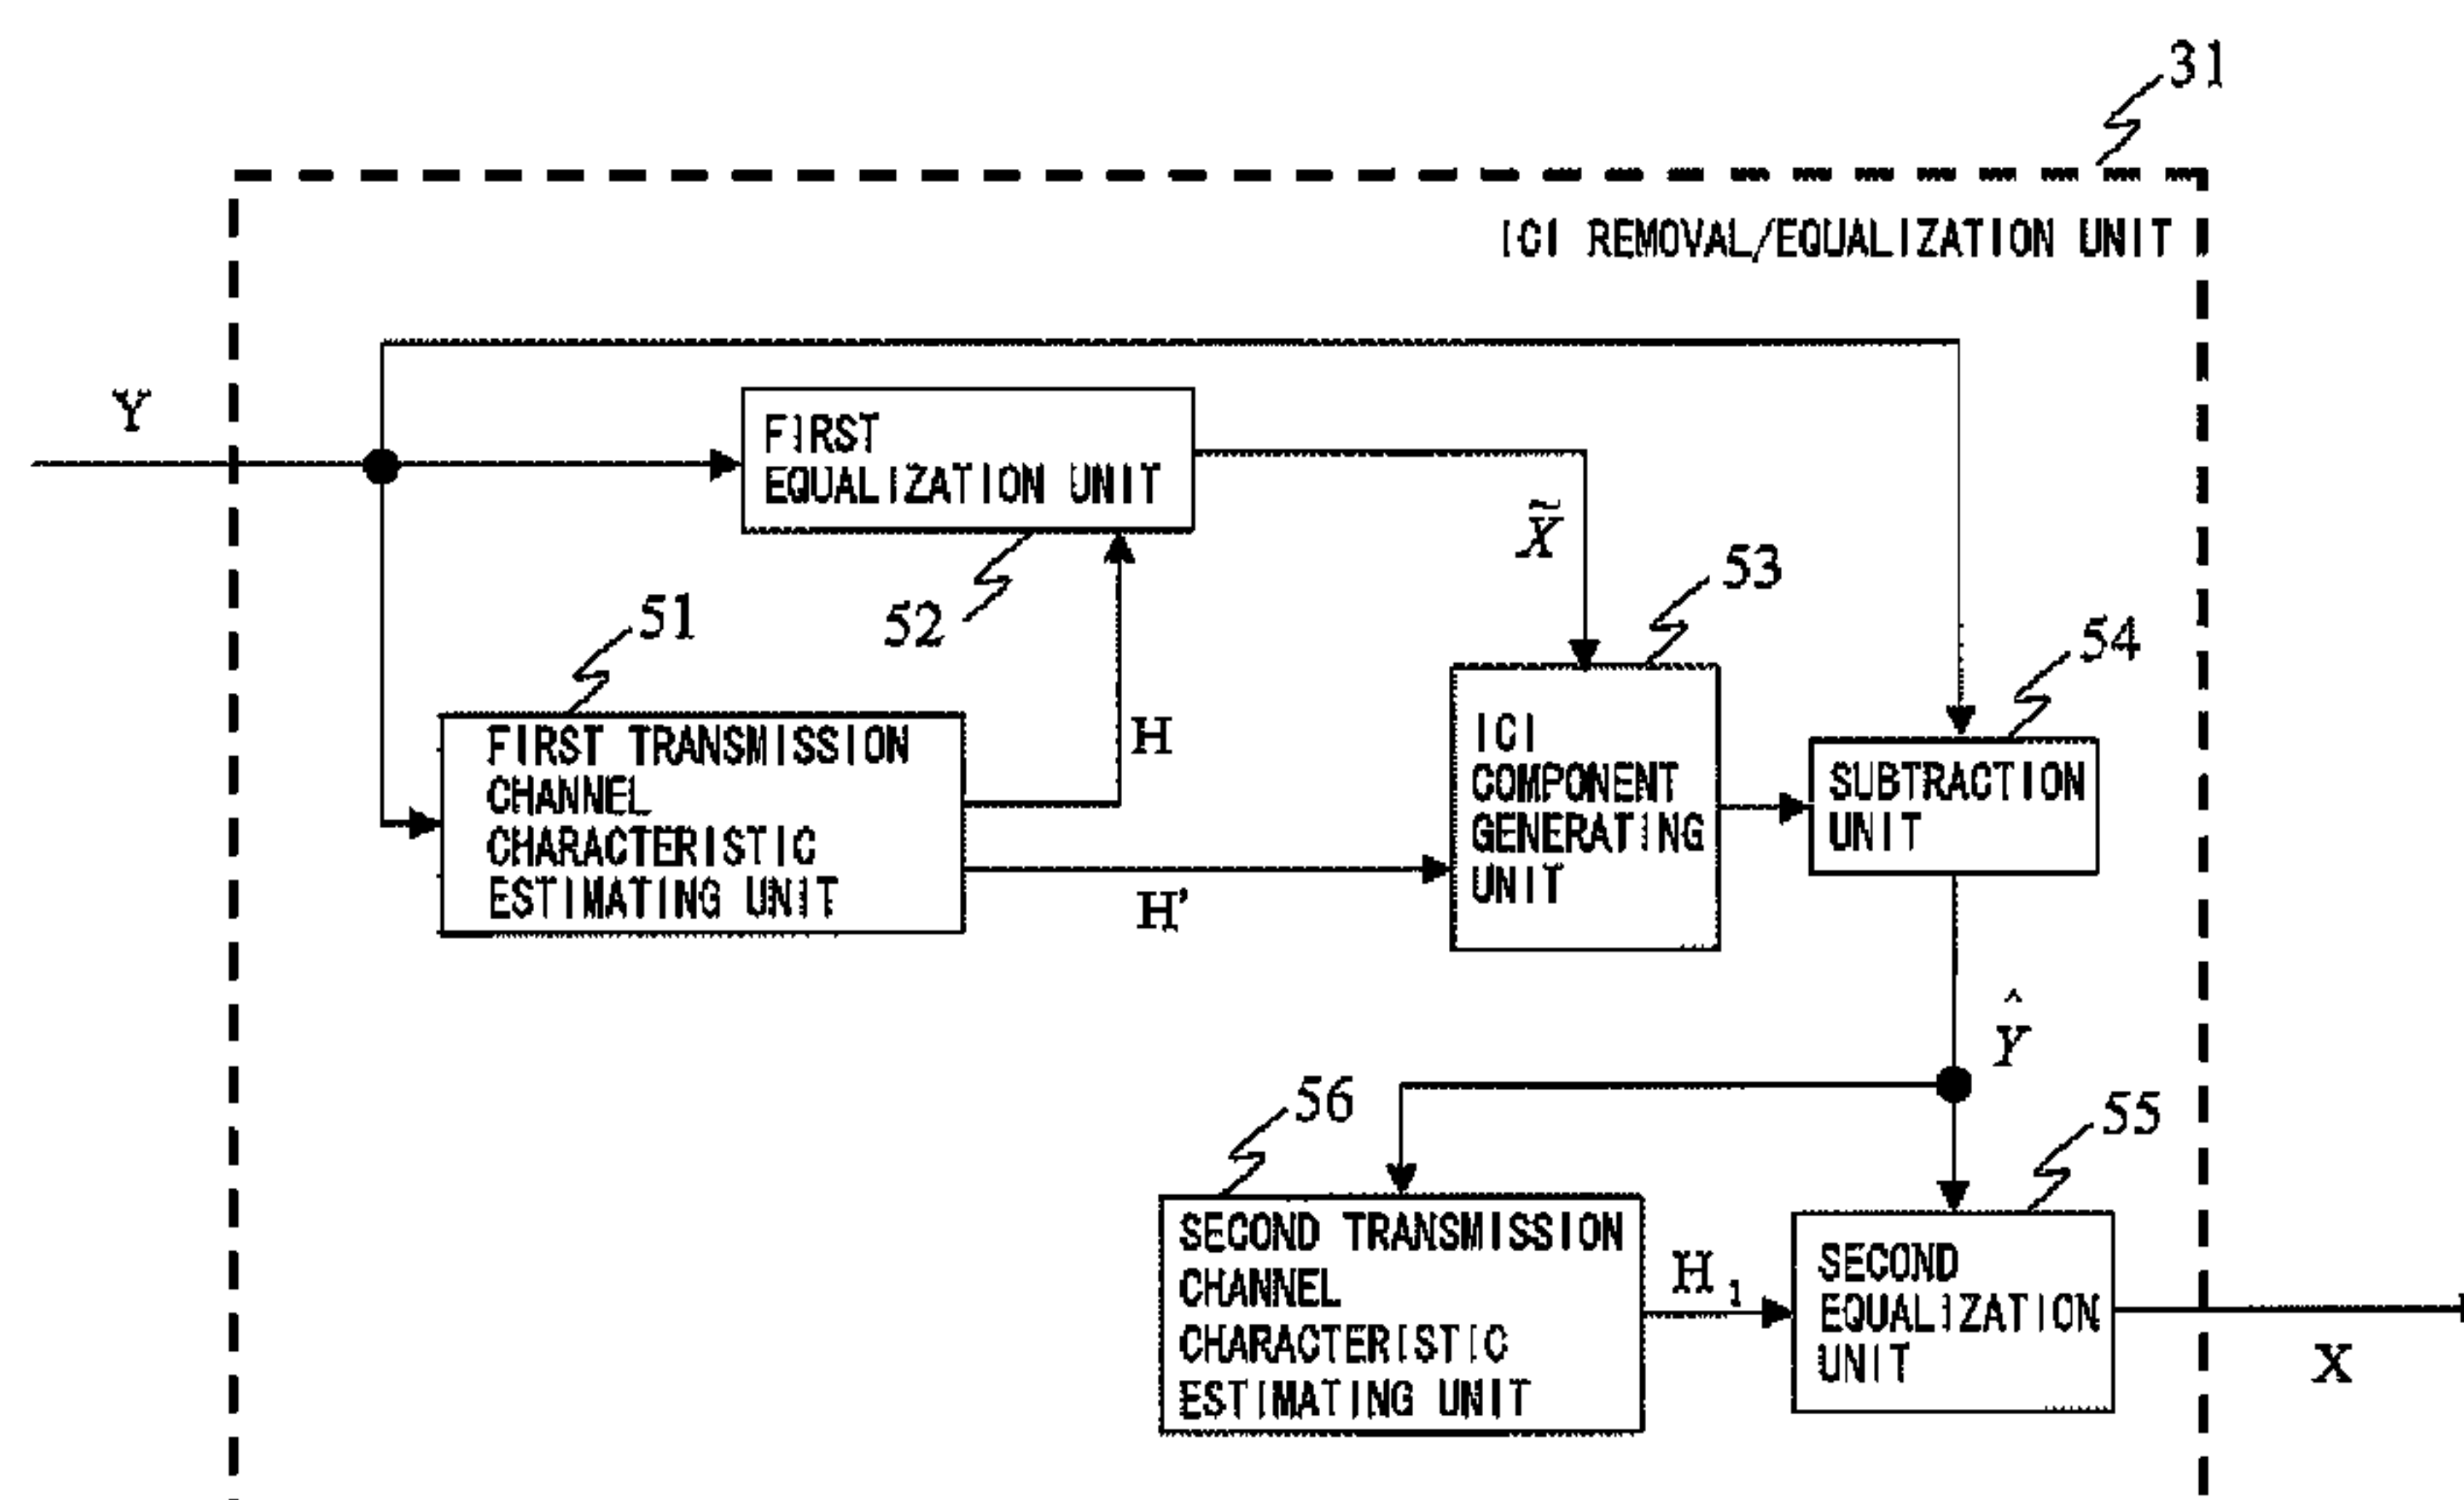 31
ICI REMOVAL/EQUALIZATION UNIT
Y
FIRST
EQUALIZATION UNIT
X̃
53
52
51
54
H
FIRST TRANSMISSION
CHANNEL
CHARACTERISTIC
ESTIMATING UNIT
ICI
COMPONENT
GENERATING
UNIT
SUBTRACTION
UNIT
H'
Ŷ
56
55
SECOND TRANSMISSION
CHANNEL
CHARACTERISTIC
ESTIMATING UNIT
H₁
SECOND
EQUALIZATION
UNIT
X